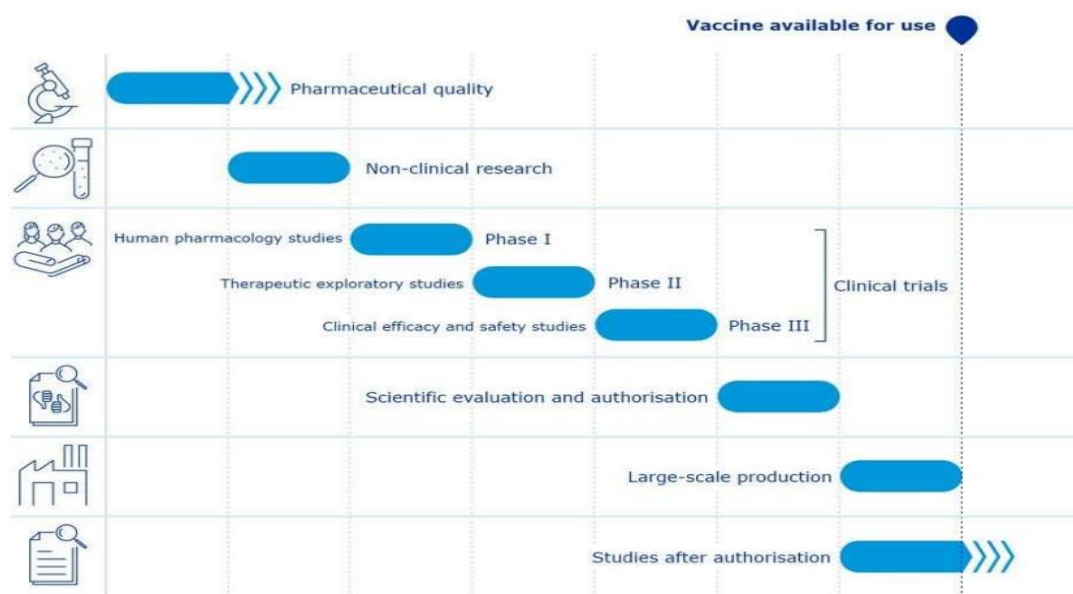 Vaccine available for use
Pharmaceutical quality
Non-clinical research
Human pharmacology studies
Phase I
Therapeutic exploratory studies
Phase II
Clinical trials
Clinical efficacy and safety studies
Phase III
Scientific evaluation and authorisation
Large-scale production
Studies after authorisation